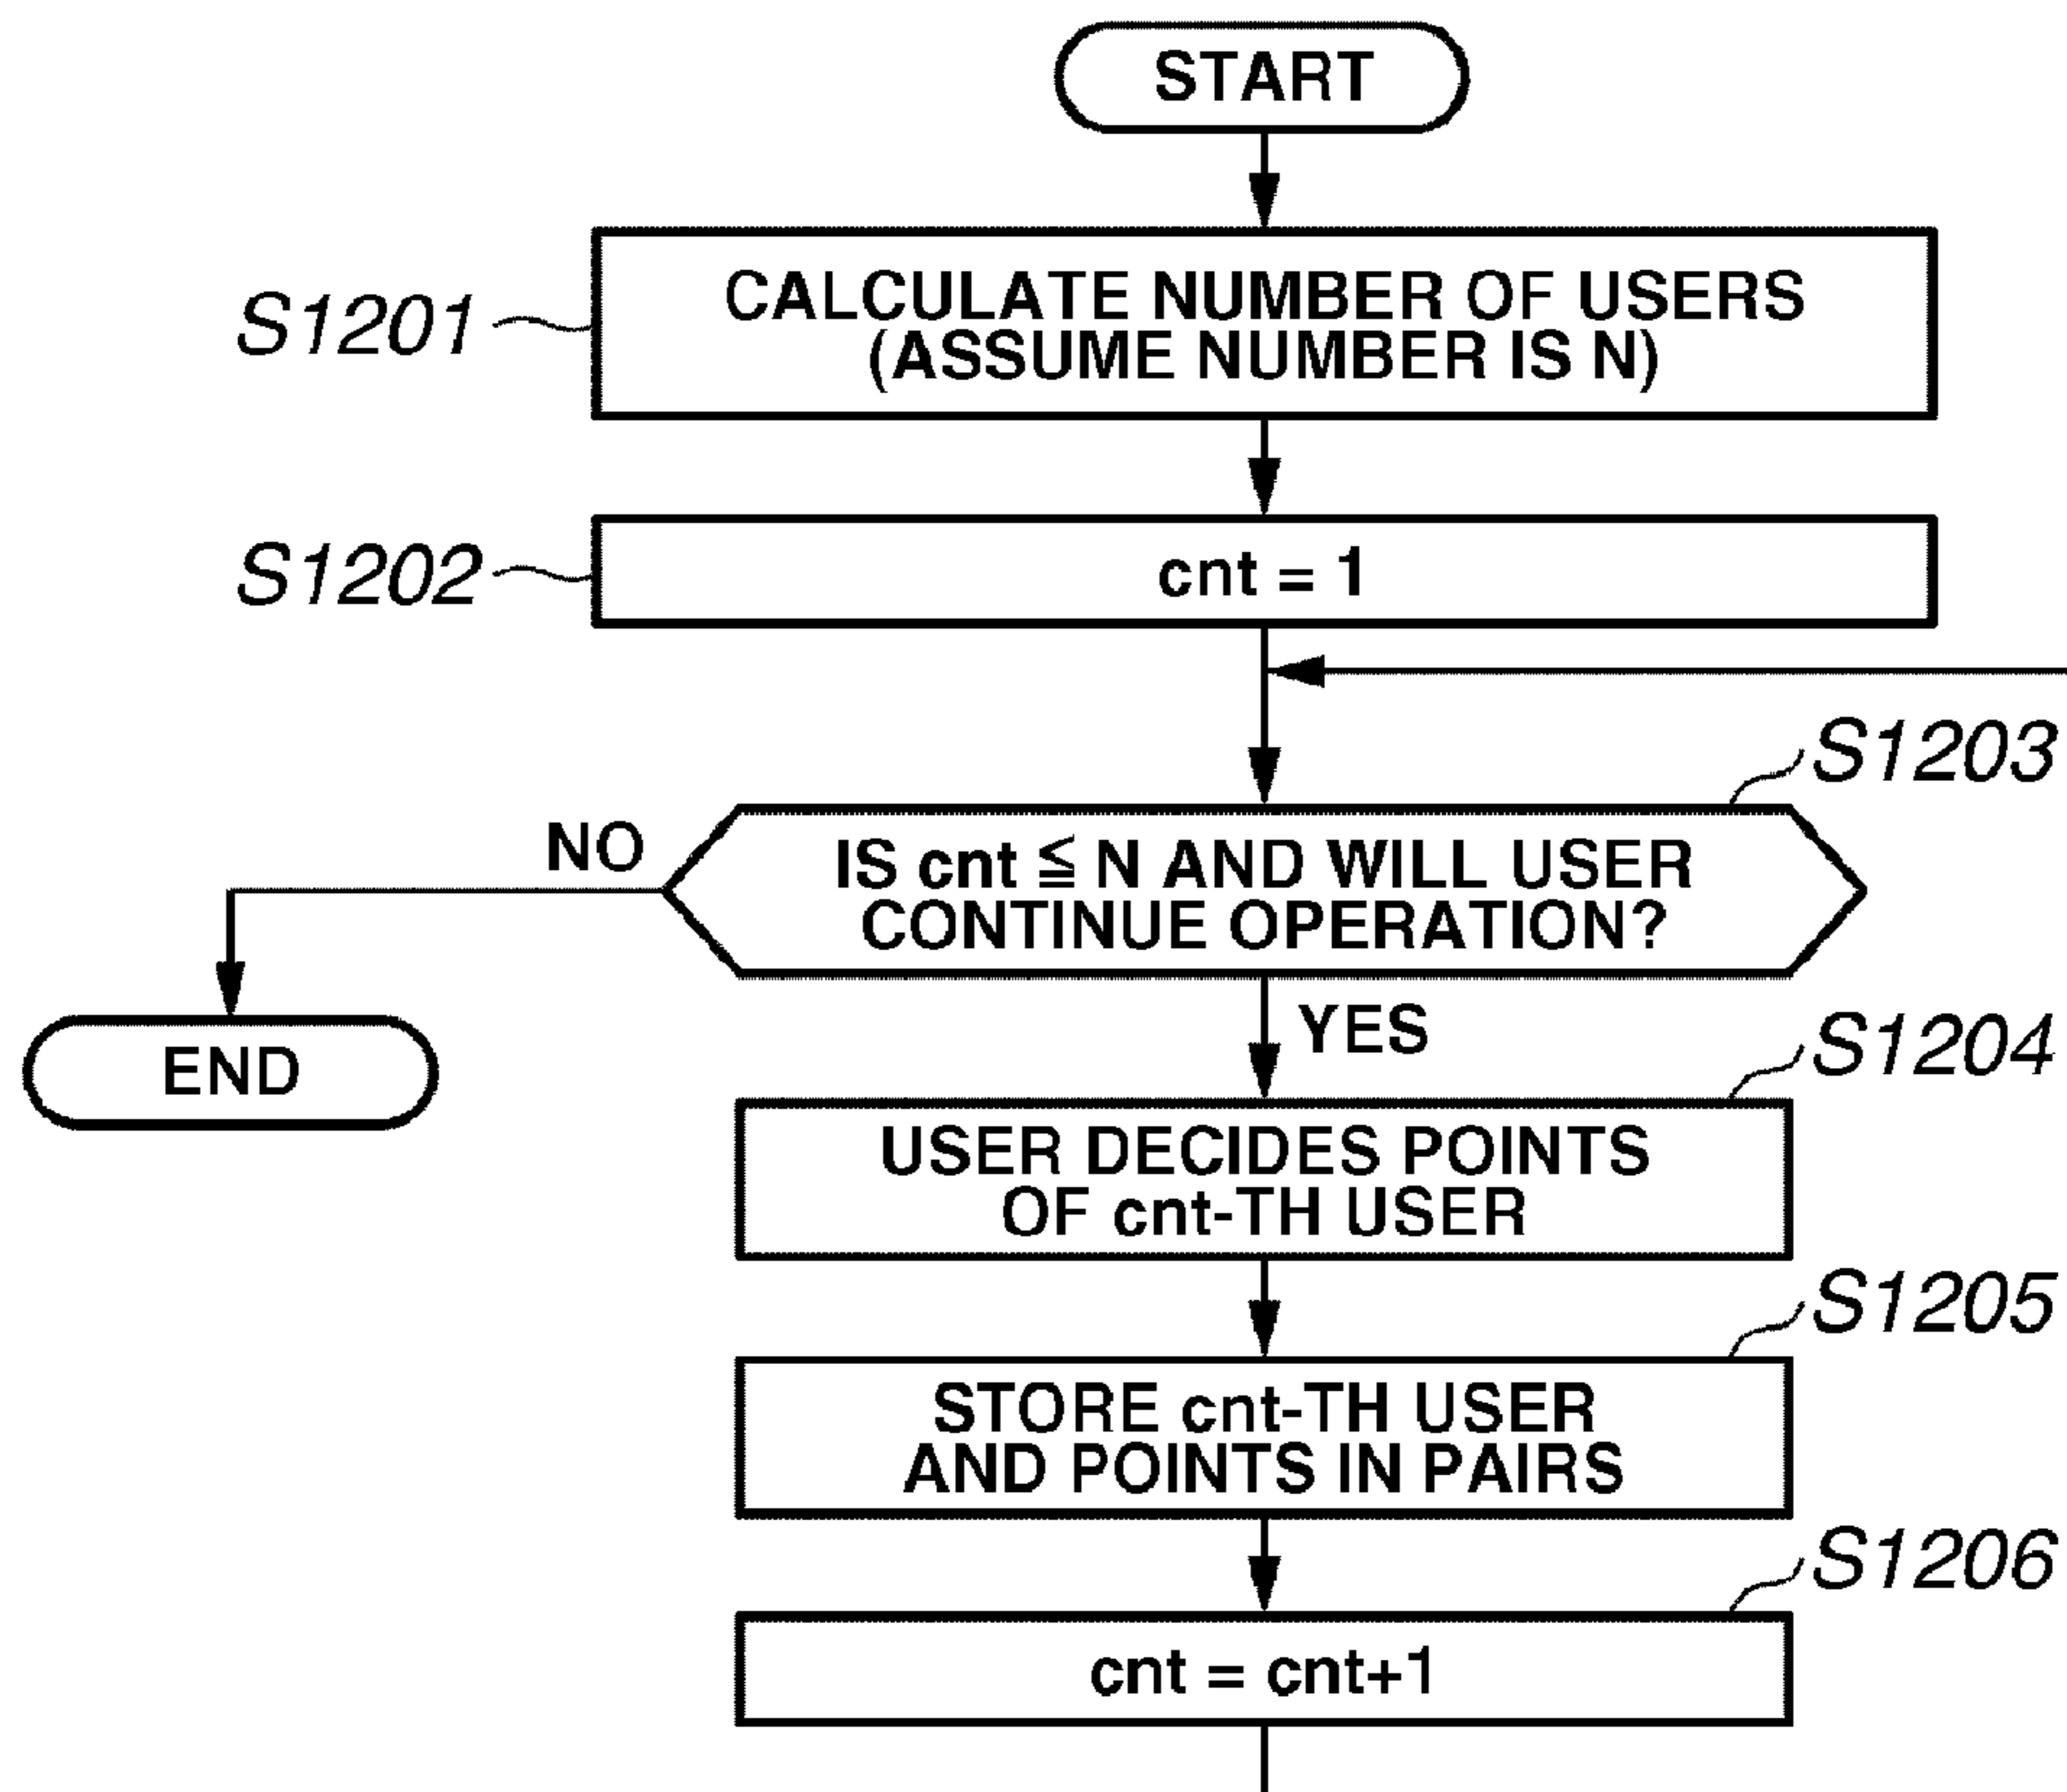 START
S1201
CALCULATE NUMBER OF USERS
(ASSUME NUMBER IS N)
S1202
cnt = 1
S1203
NO
IS cnt ≦ N AND WILL USER
CONTINUE OPERATION?
END
YES
S1204
USER DECIDES POINTS
OF cnt-TH USER
S1205
STORE cnt-TH USER
AND POINTS IN PAIRS
S1206
cnt = cnt+1